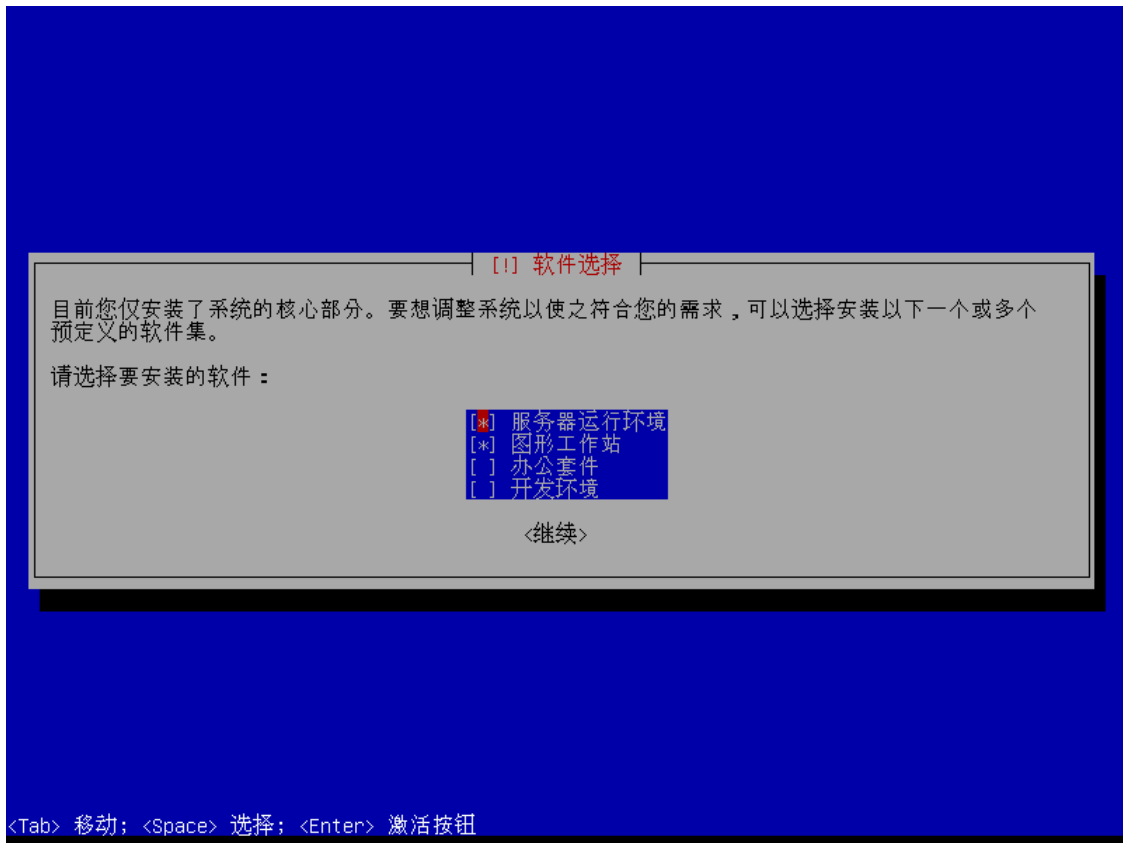 [!] 软件选择
目前您仅安装了系统的核心部分。要想调整系统以使之符合您的需求,可以选择安装以下一个或多个
预定义的软件集。
请选择要安装的软件:
[*] 服务器运行环境
[*] 图形工作站
[ ] 办公套件
[ ] 开发环境
<继续>
<Tab> 移动; <Space> 选择; <Enter> 激活按钮